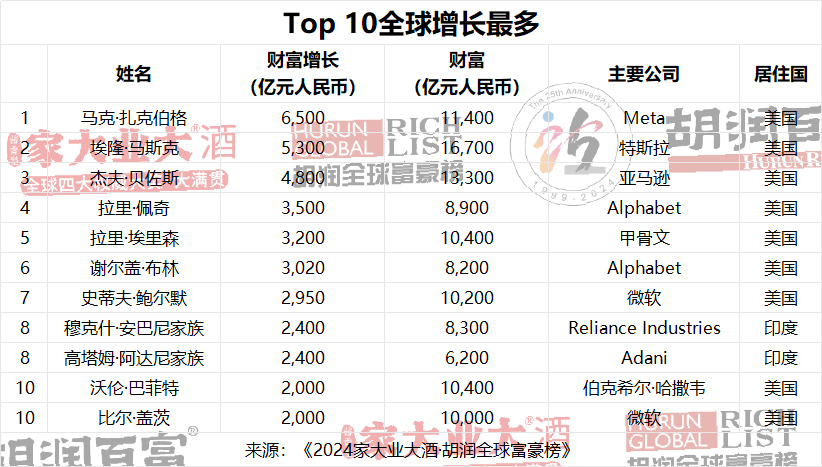 Top 10全球增长最多
姓名 财富增长（亿元人民币） 财富（亿元人民币） 主要公司 居住国
1 马克·扎克伯格 6,500 11,400 Meta 美国
2 埃隆·马斯克 5,300 16,700 特斯拉 美国
3 杰夫·贝佐斯 4,800 13,300 亚马逊 美国
4 拉里·佩奇 3,500 8,900 Alphabet 美国
5 拉里·埃里森 3,200 10,400 甲骨文 美国
6 谢尔盖·布林 3,020 8,200 Alphabet 美国
7 史蒂夫·鲍尔默 2,950 10,200 微软 美国
8 穆克什·安巴尼家族 2,400 8,300 Reliance Industries 印度
8 高塔姆·阿达尼家族 2,400 6,200 Adani 印度
10 沃伦·巴菲特 2,000 10,400 伯克希尔·哈撒韦 美国
10 比尔·盖茨 2,000 10,000 微软 美国
来源：《2024家大业大酒·胡润全球富豪榜》
家大业大酒®
HURUN GLOBAL RICH LIST
胡润全球富豪榜
The 25th Anniversary
1999-2024
胡润百
HURUN R
家大业大酒
胡润百富®
HURUN GLOBAL RICH LIST
胡润全球富豪榜